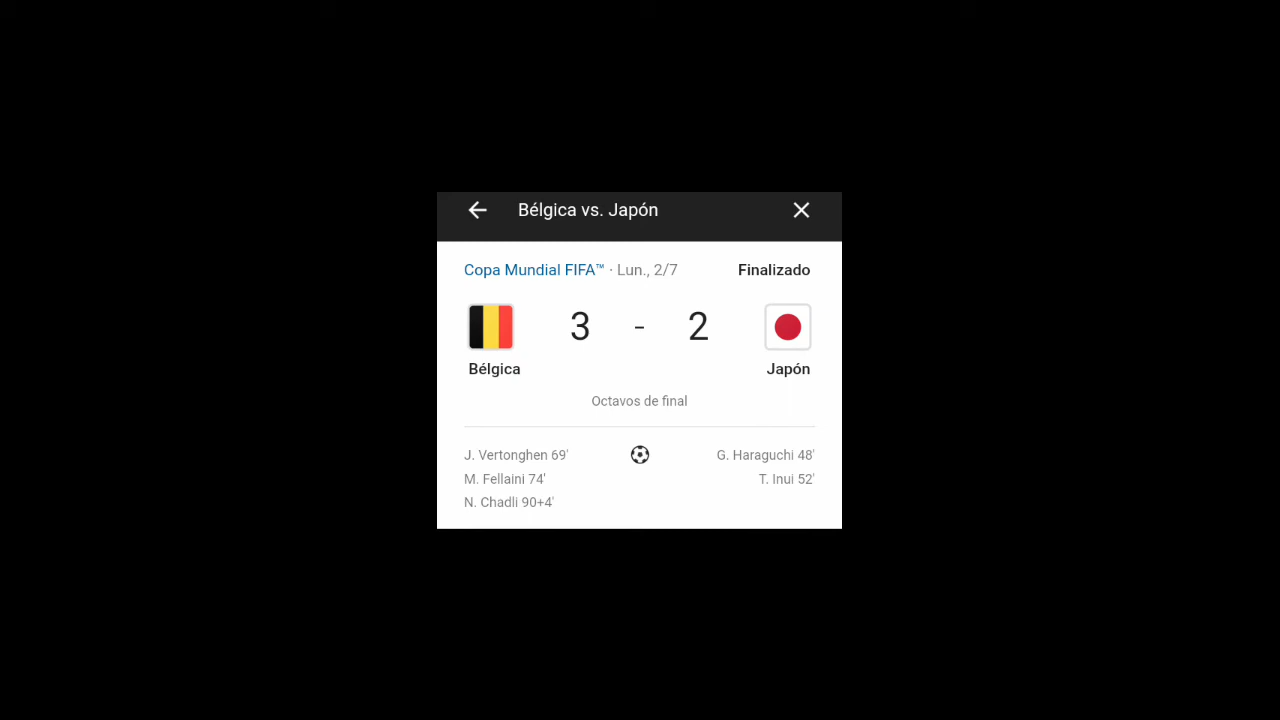 Bélgica vs. Japón
Copa Mundial FIFA™ · Lun., 2/7 Finalizado
3 - 2
Bélgica Japón
Octavos de final
J. Vertonghen 69' G. Haraguchi 48'
M. Fellaini 74' T. Inui 52'
N. Chadli 90+4'